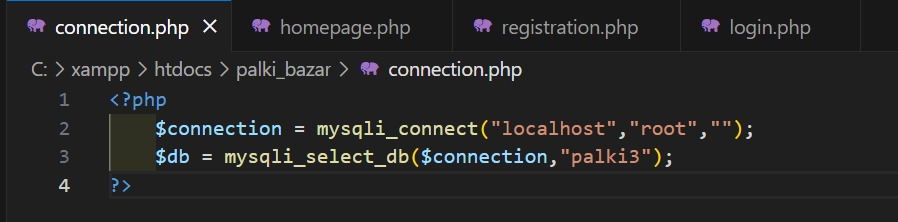 connection.php × homepage.php registration.php login.php
C: > xampp > htdocs > palki_bazar > connection.php
1 <?php
2 $connection = mysqli_connect("localhost","root","");
3 $db = mysqli_select_db($connection,"palki3");
4 ?>